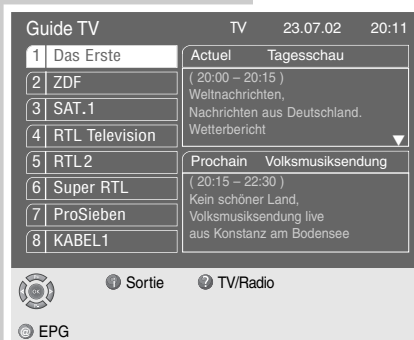 Guide TV TV 23.07.02 20:11
1 Das Erste
2 ZDF
3 SAT.1
4 RTL Television
5 RTL2
6 Super RTL
7 ProSieben
8 KABEL1
Actuel Tagesschau
( 20:00 – 20:15 )
Weltnachrichten,
Nachrichten aus Deutschland.
Wetterbericht
Prochain Volksmusiksendung
( 20:15 – 22:30 )
Kein schöner Land,
Volksmusiksendung live
aus Konstanz am Bodensee
OK
Sortie
? TV/Radio
@ EPG